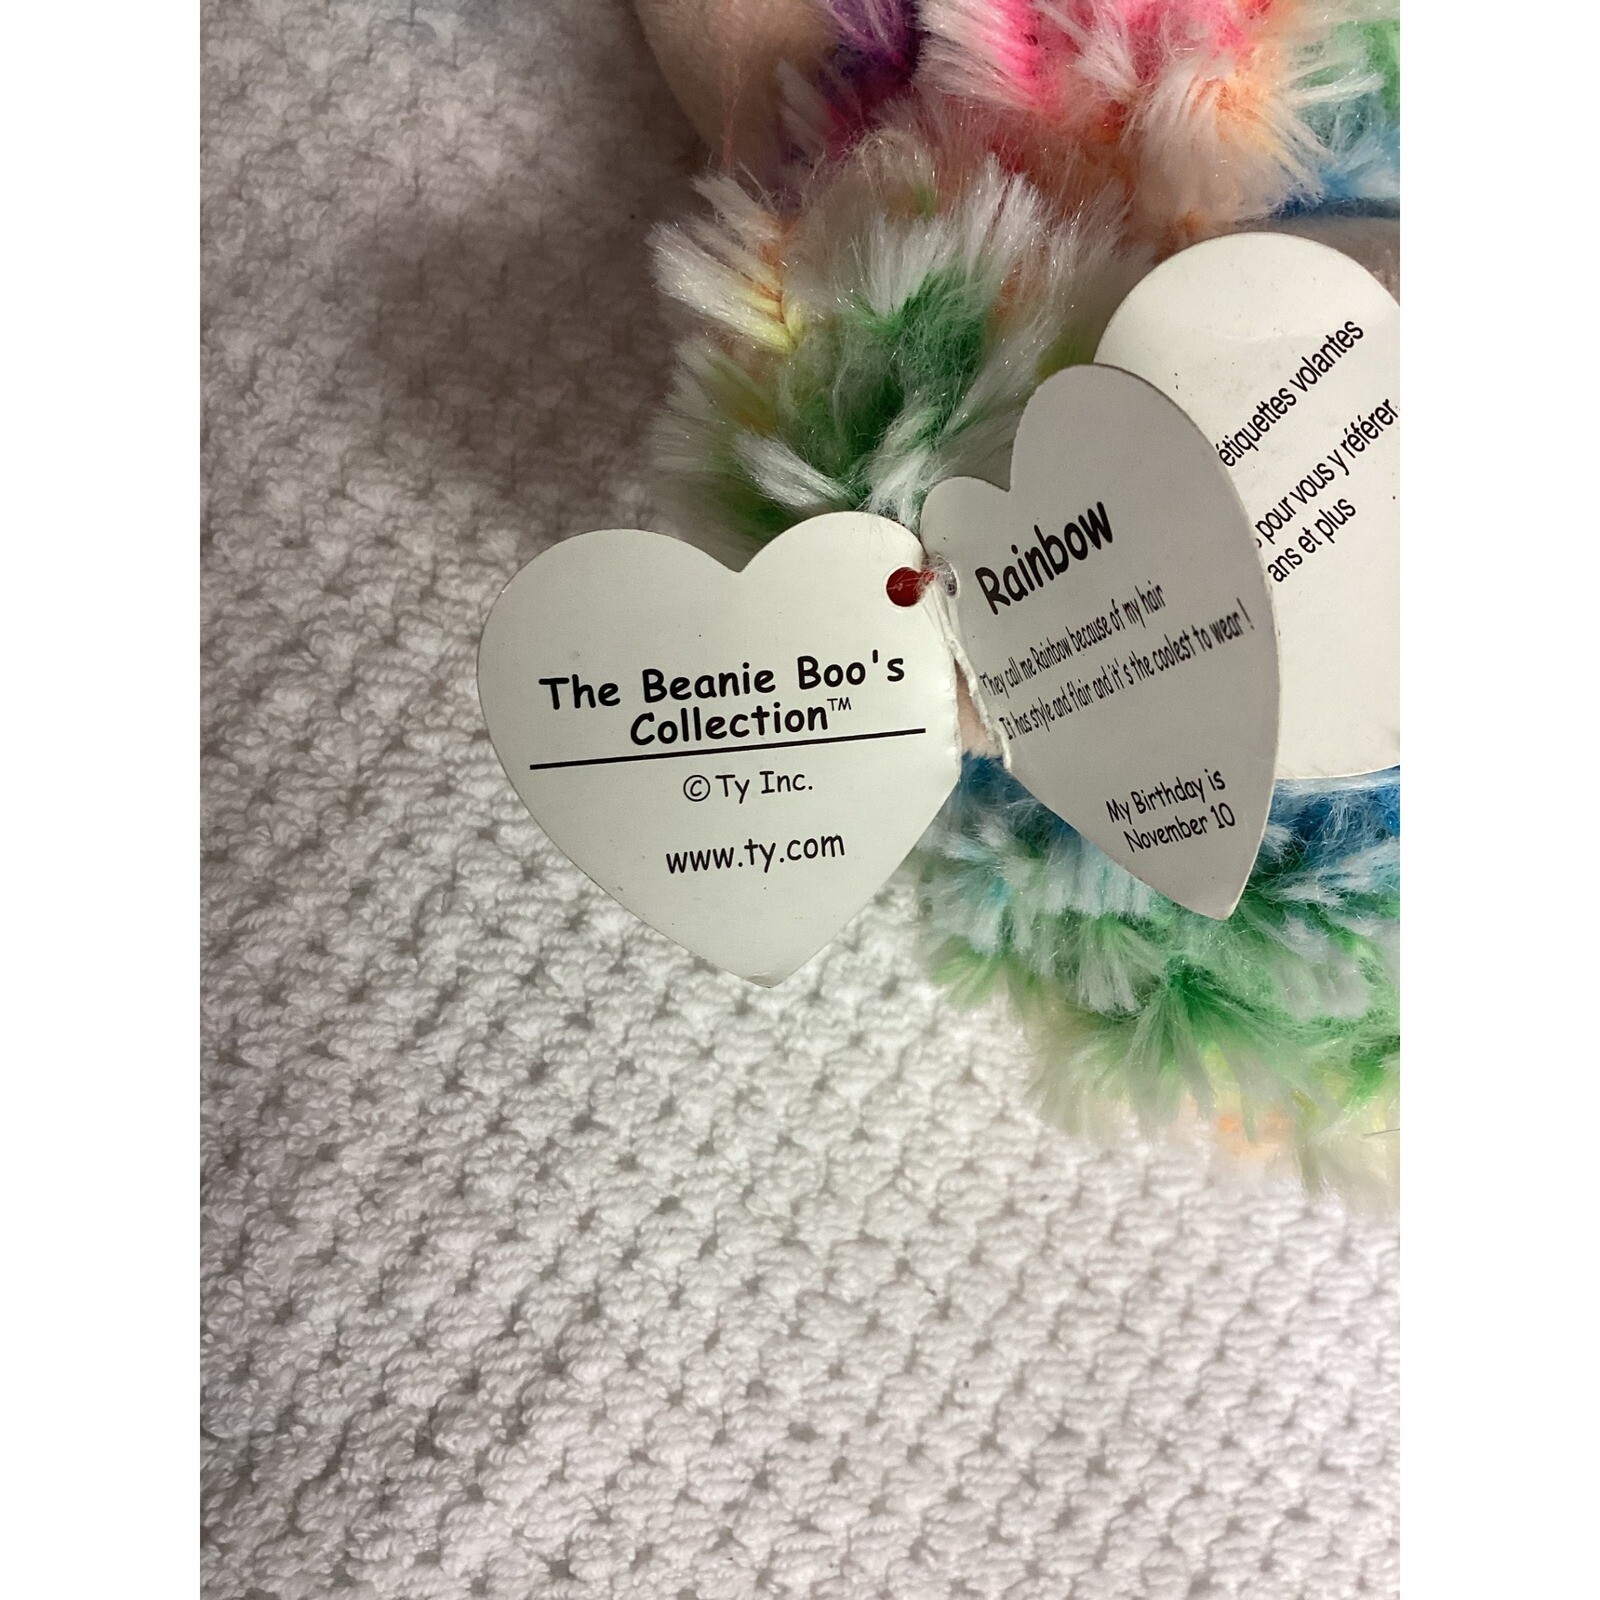 The Beanie Boo's
Collection™
© Ty Inc.
www.ty.com
Rainbow
They call me Rainbow because of my hair
It has style and flair and it's the coolest to wear !
My Birthday is
November 10
étiquettes volantes
pour vous y référer
ans et plus